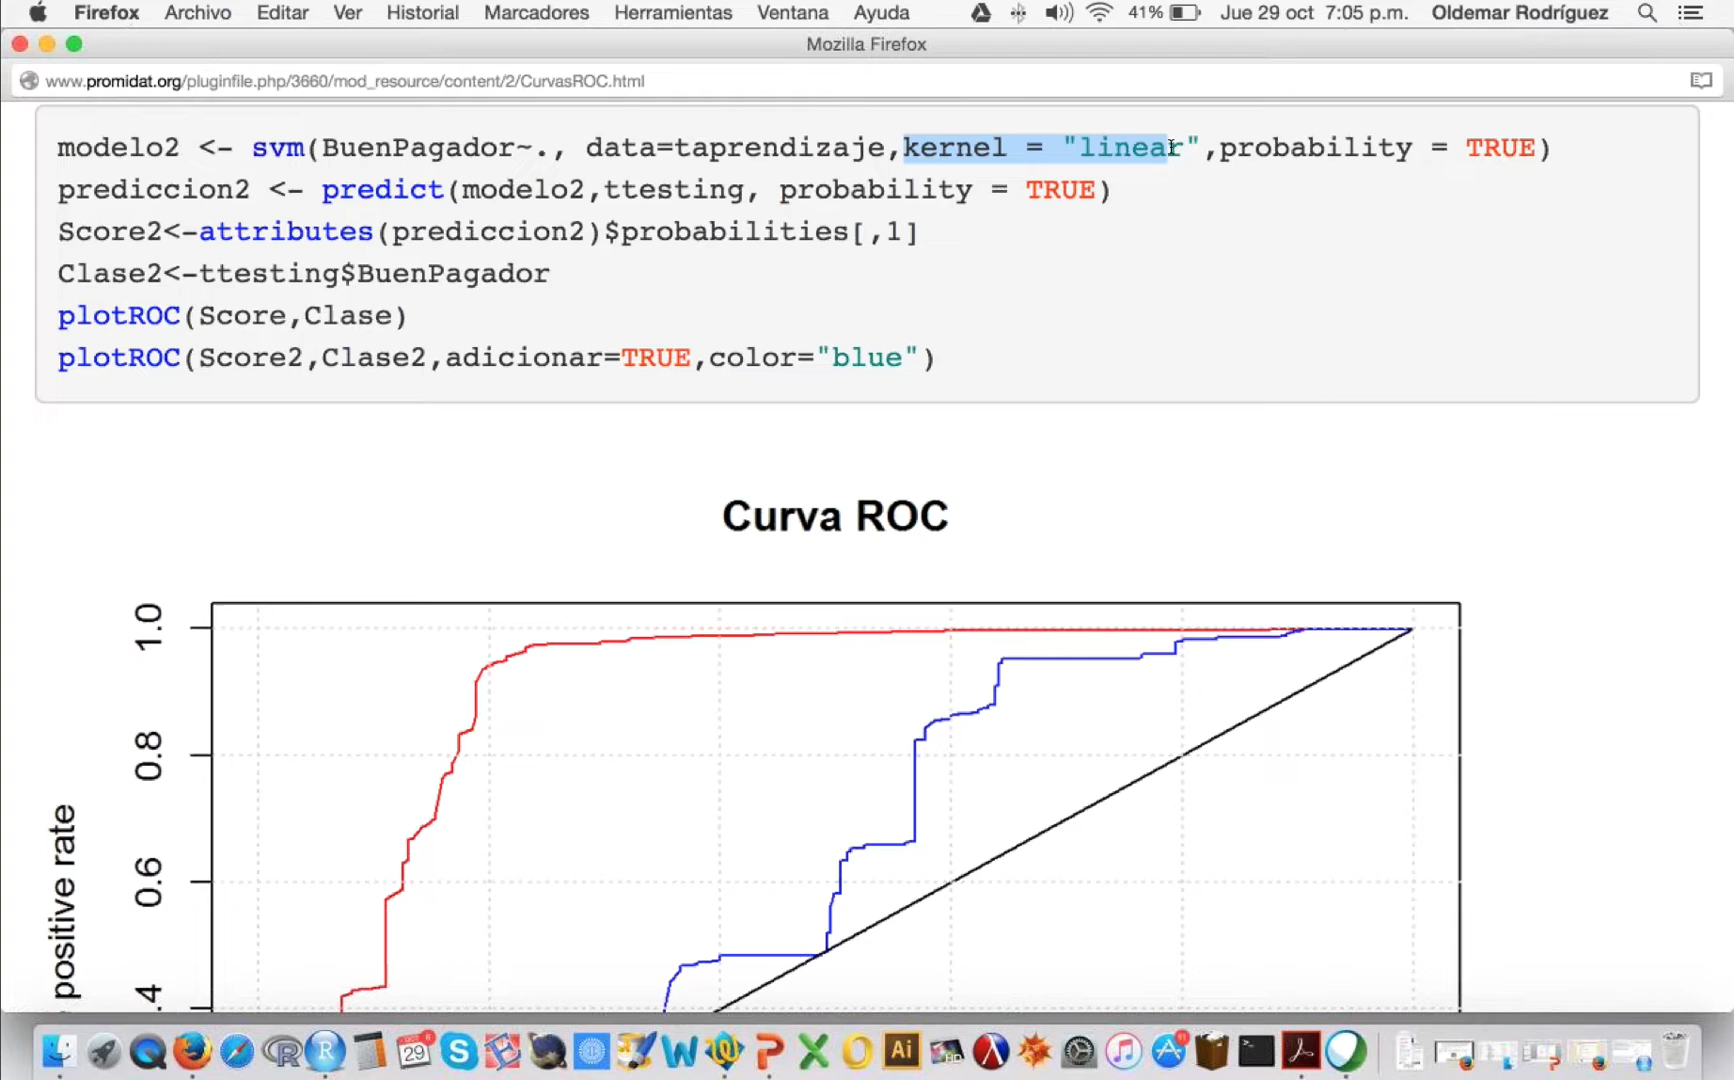 Firefox Archivo Editar Ver Historial Marcadores Herramientas Ventana Ayuda 41% Jue 29 oct 7:05 p.m. Oldemar Rodríguez
Mozilla Firefox
www.promidat.org/pluginfile.php/3660/mod_resource/content/2/CurvasROC.html
modelo2 <- svm(BuenPagador~., data=taprendizaje,kernel = "linear",probability = TRUE)
prediccion2 <- predict(modelo2,ttesting, probability = TRUE)
Score2<-attributes(prediccion2)$probabilities[,1]
Clase2<-ttesting$BuenPagador
plotROC(Score,Clase)
plotROC(Score2,Clase2,adicionar=TRUE,color="blue")
Curva ROC
1.0
0.8
0.6
.4
positive rate
29
Ai